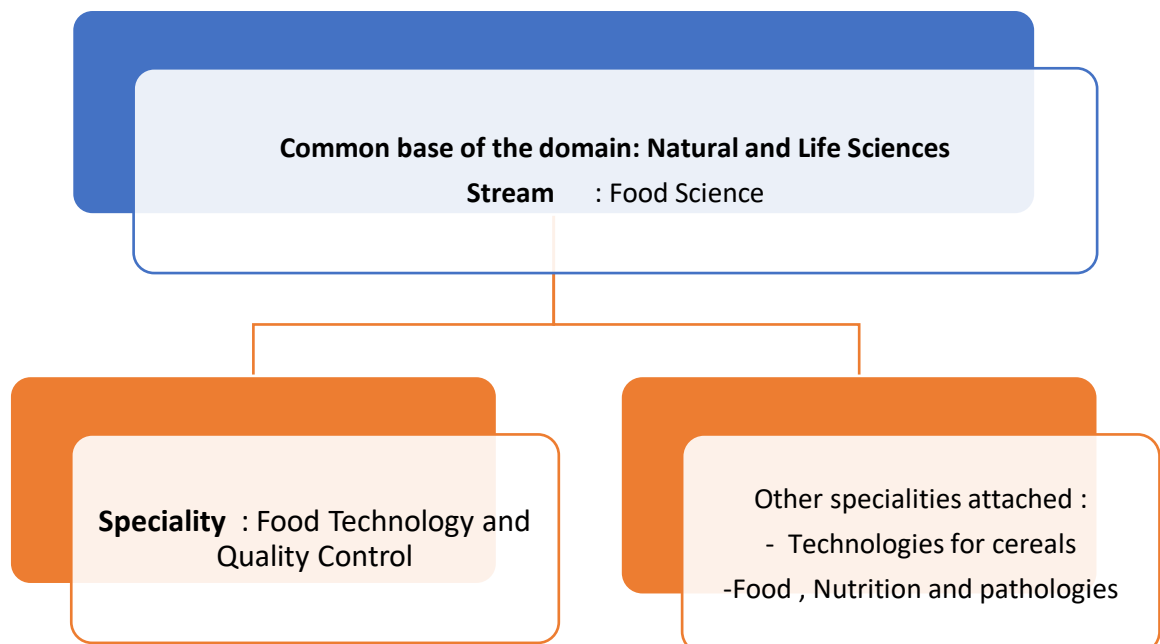 Common base of the domain: Natural and Life Sciences
Stream : Food Science
Speciality : Food Technology and
Quality Control
Other specialities attached :
- Technologies for cereals
-Food , Nutrition and pathologies